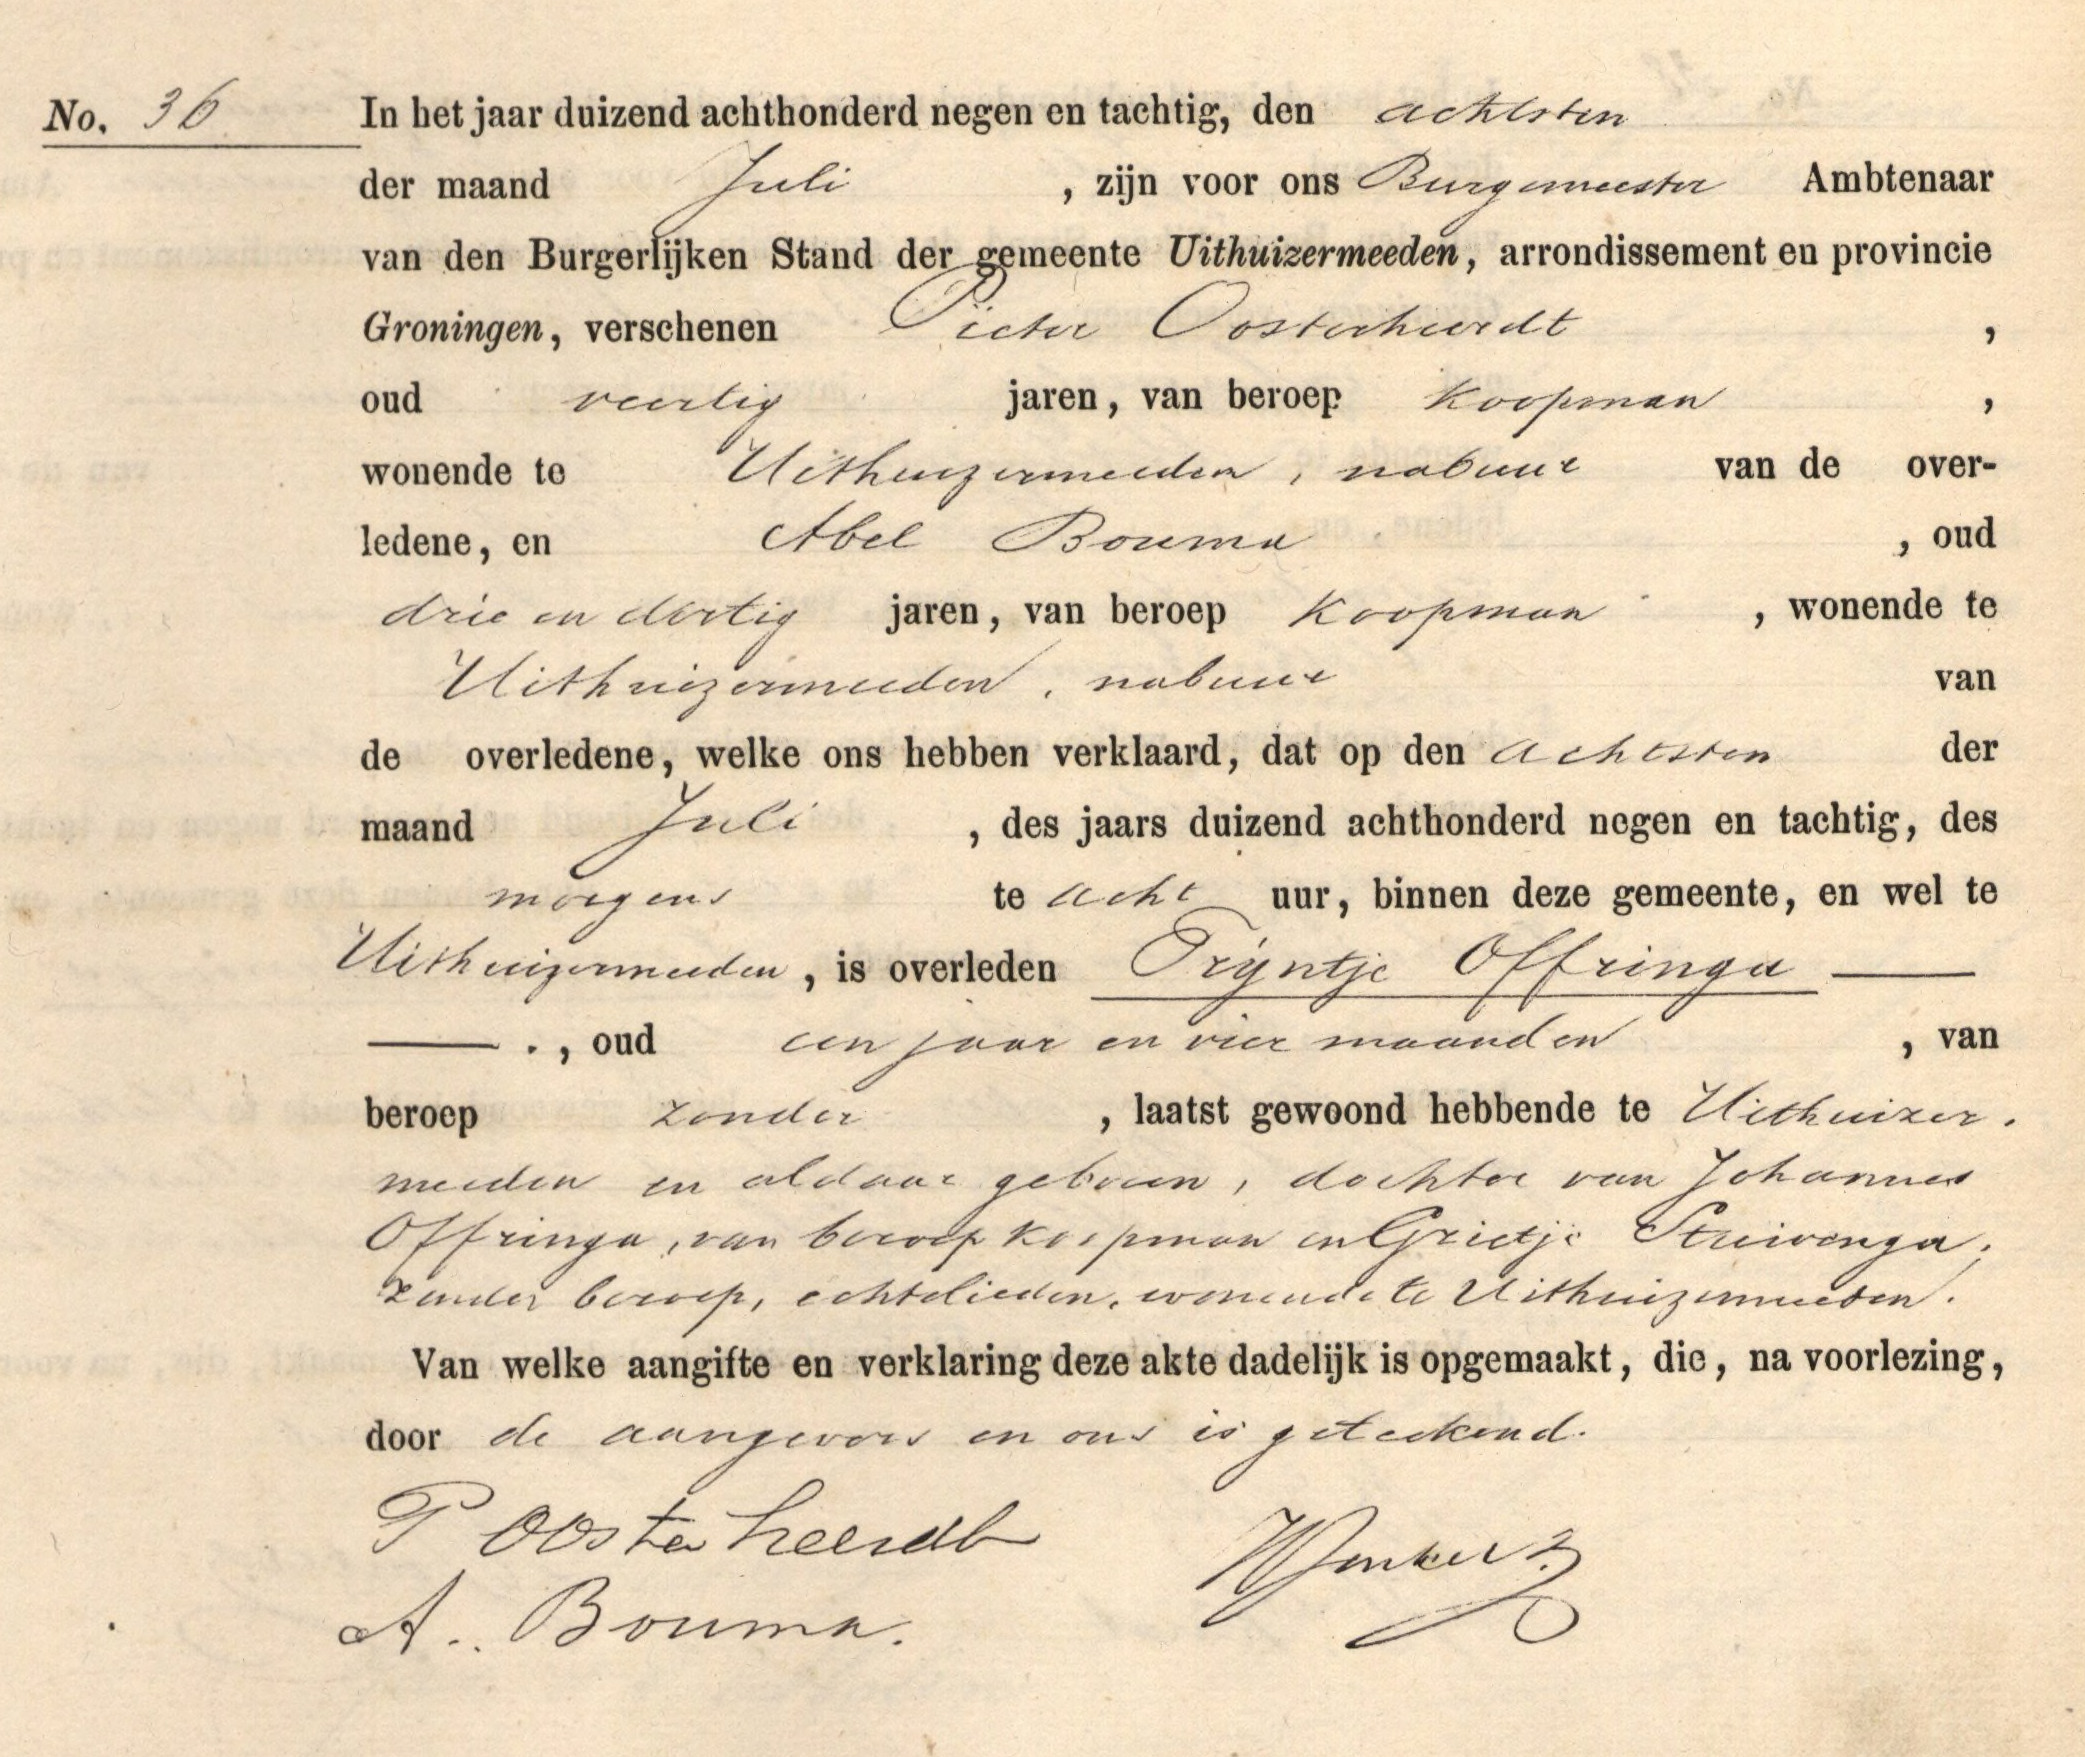 No. 36 In het jaar duizend achthonderd negen en tachtig, den achtsten
der maand Juli , zijn voor ons Burgemeester Ambtenaar
van den Burgerlijken Stand der gemeente Uithuizermeeden, arrondissement en provincie
Groningen, verschenen Pieter Oosterheerdt ,
oud veertig jaren, van beroep Koopman ,
wonende te Uithuizermeeden, nabuur van de over-
ledene, en Abel Bouma , oud
drie en dertig jaren, van beroep Koopman , wonende te
Uithuizermeeden, nabuur van
de overledene, welke ons hebben verklaard, dat op den achtsten der
maand Juli , des jaars duizend achthonderd negen en tachtig, des
morgens te acht uur, binnen deze gemeente, en wel te
Uithuizermeeden, is overleden Trijntje Offringa
, oud een jaar en vier maanden , van
beroep zonder , laatst gewoond hebbende te Uithuizer.
meeden en aldaar geboren, dochter van Johannes
Offringa, van beroep koopman en Grietje Stuivenga,
zonder beroep, echtelieden, wonende te Uithuizermeeden.
Van welke aangifte en verklaring deze akte dadelijk is opgemaakt, die, na voorlezing,
door de aangevers en ons is geteekend.
P Oosterheerdt
A. Bouma.